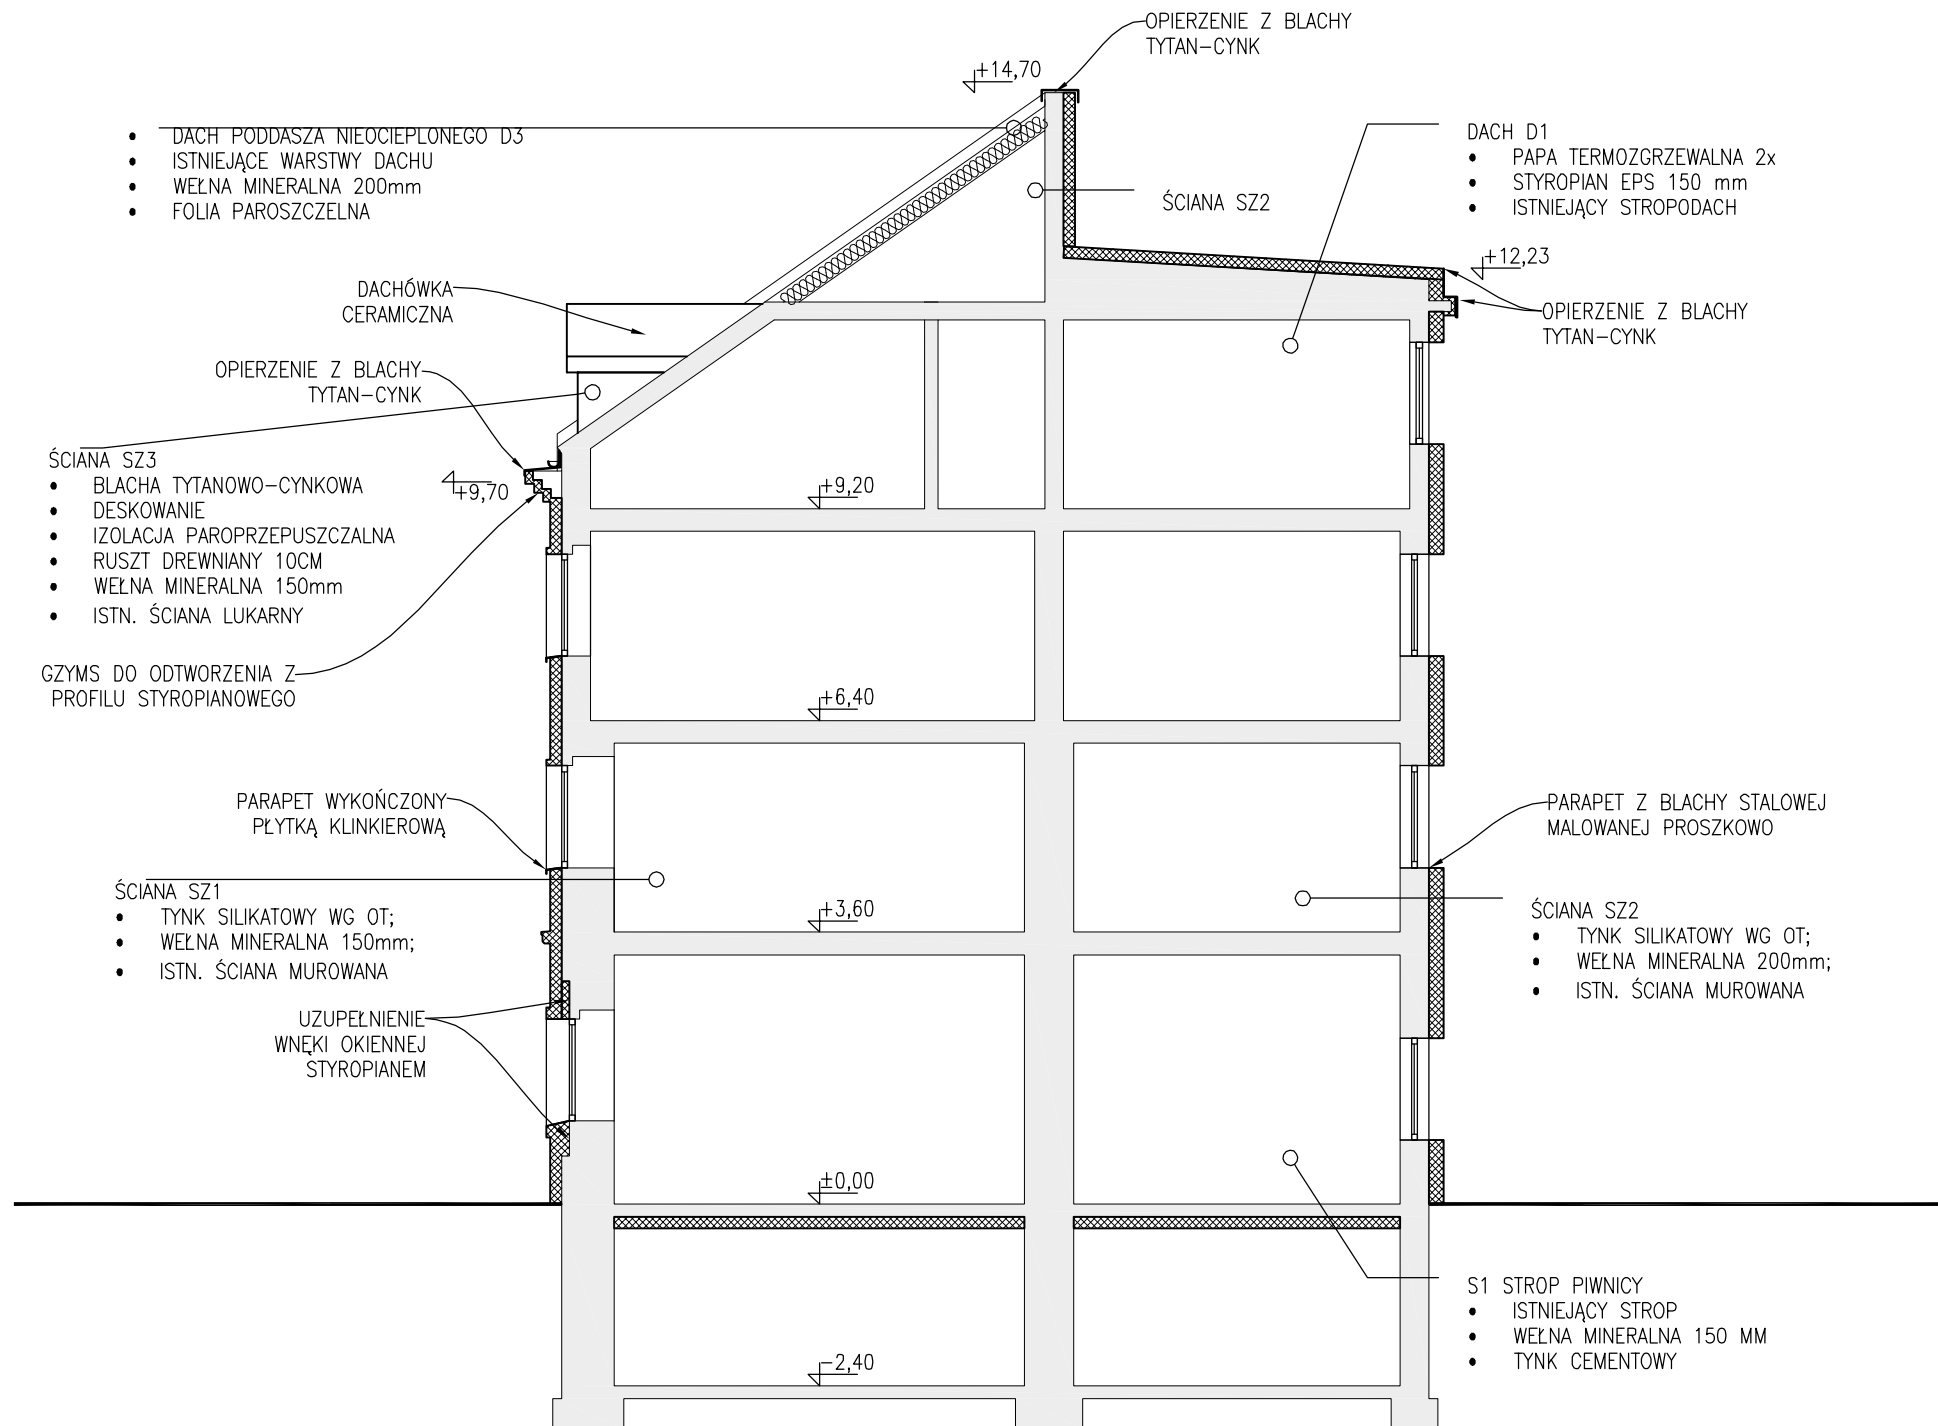 OPIERZENIE Z BLACHY
TYTAN-CYNK
+14,70
• DACH PODDASZA NIEOCIEPLONEGO D3
• ISTNIEJĄCE WARSTWY DACHU
• WEŁNA MINERALNA 200mm
• FOLIA PAROSZCZELNA
ŚCIANA SZ2
DACH D1
• PAPA TERMOZGRZEWALNA 2x
• STYROPIAN EPS 150 mm
• ISTNIEJĄCY STROPODACH
+12,23
OPIERZENIE Z BLACHY
TYTAN-CYNK
DACHÓWKA
CERAMICZNA
OPIERZENIE Z BLACHY
TYTAN-CYNK
ŚCIANA SZ3
• BLACHA TYTANOWO-CYNKOWA
• DESKOWANIE
• IZOLACJA PAROPRZEPUSZCZALNA
• RUSZT DREWNIANY 10CM
• WEŁNA MINERALNA 150mm
• ISTN. ŚCIANA LUKARNY
+9,70
+9,20
GZYMS DO ODTWORZENIA Z
PROFILU STYROPIANOWEGO
+6,40
PARAPET WYKOŃCZONY
PŁYTKĄ KLINKIEROWĄ
PARAPET Z BLACHY STALOWEJ
MALOWANEJ PROSZKOWO
ŚCIANA SZ1
• TYNK SILIKATOWY WG OT;
• WEŁNA MINERALNA 150mm;
• ISTN. ŚCIANA MUROWANA
+3,60
ŚCIANA SZ2
• TYNK SILIKATOWY WG OT;
• WEŁNA MINERALNA 200mm;
• ISTN. ŚCIANA MUROWANA
UZUPEŁNIENIE
WNĘKI OKIENNEJ
STYROPIANEM
±0,00
S1 STROP PIWNICY
• ISTNIEJĄCY STROP
• WEŁNA MINERALNA 150 MM
• TYNK CEMENTOWY
-2,40